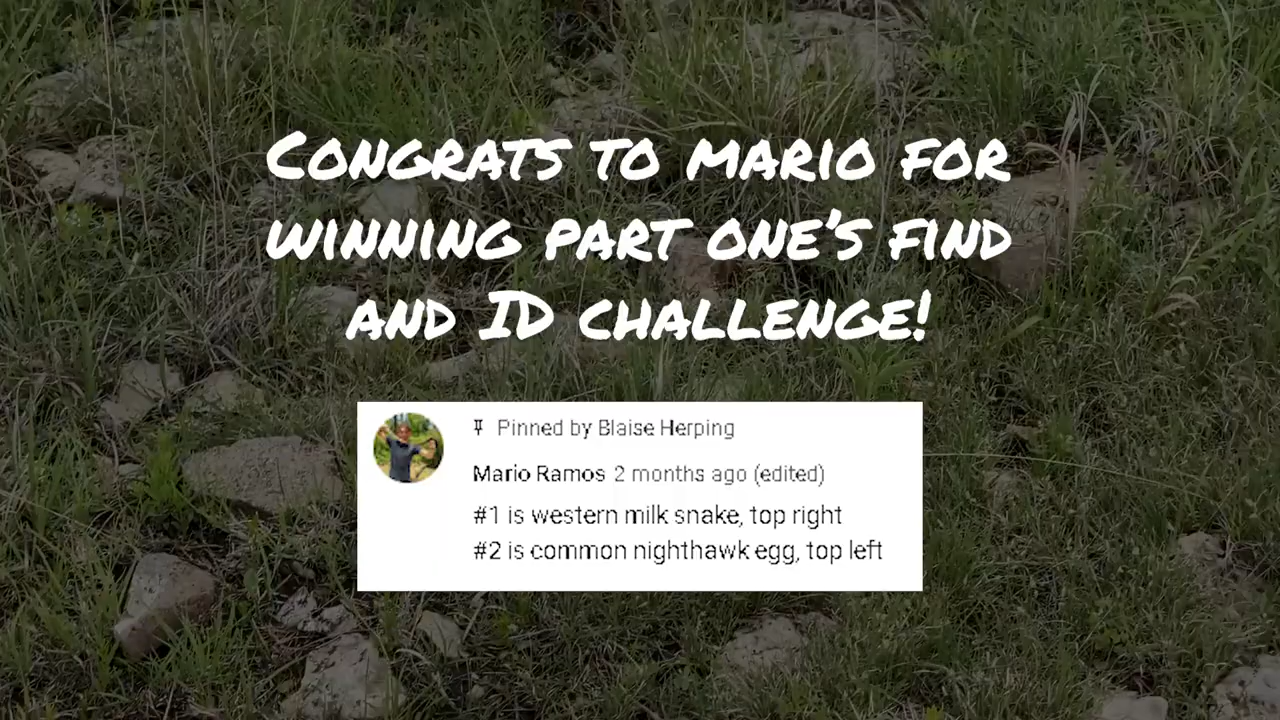 CONGRATS TO MARIO FOR
WINNING PART ONE'S FIND
AND ID CHALLENGE!
Pinned by Blaise Herping
Mario Ramos 2 months ago (edited)
#1 is western milk snake, top right
#2 is common nighthawk egg, top left